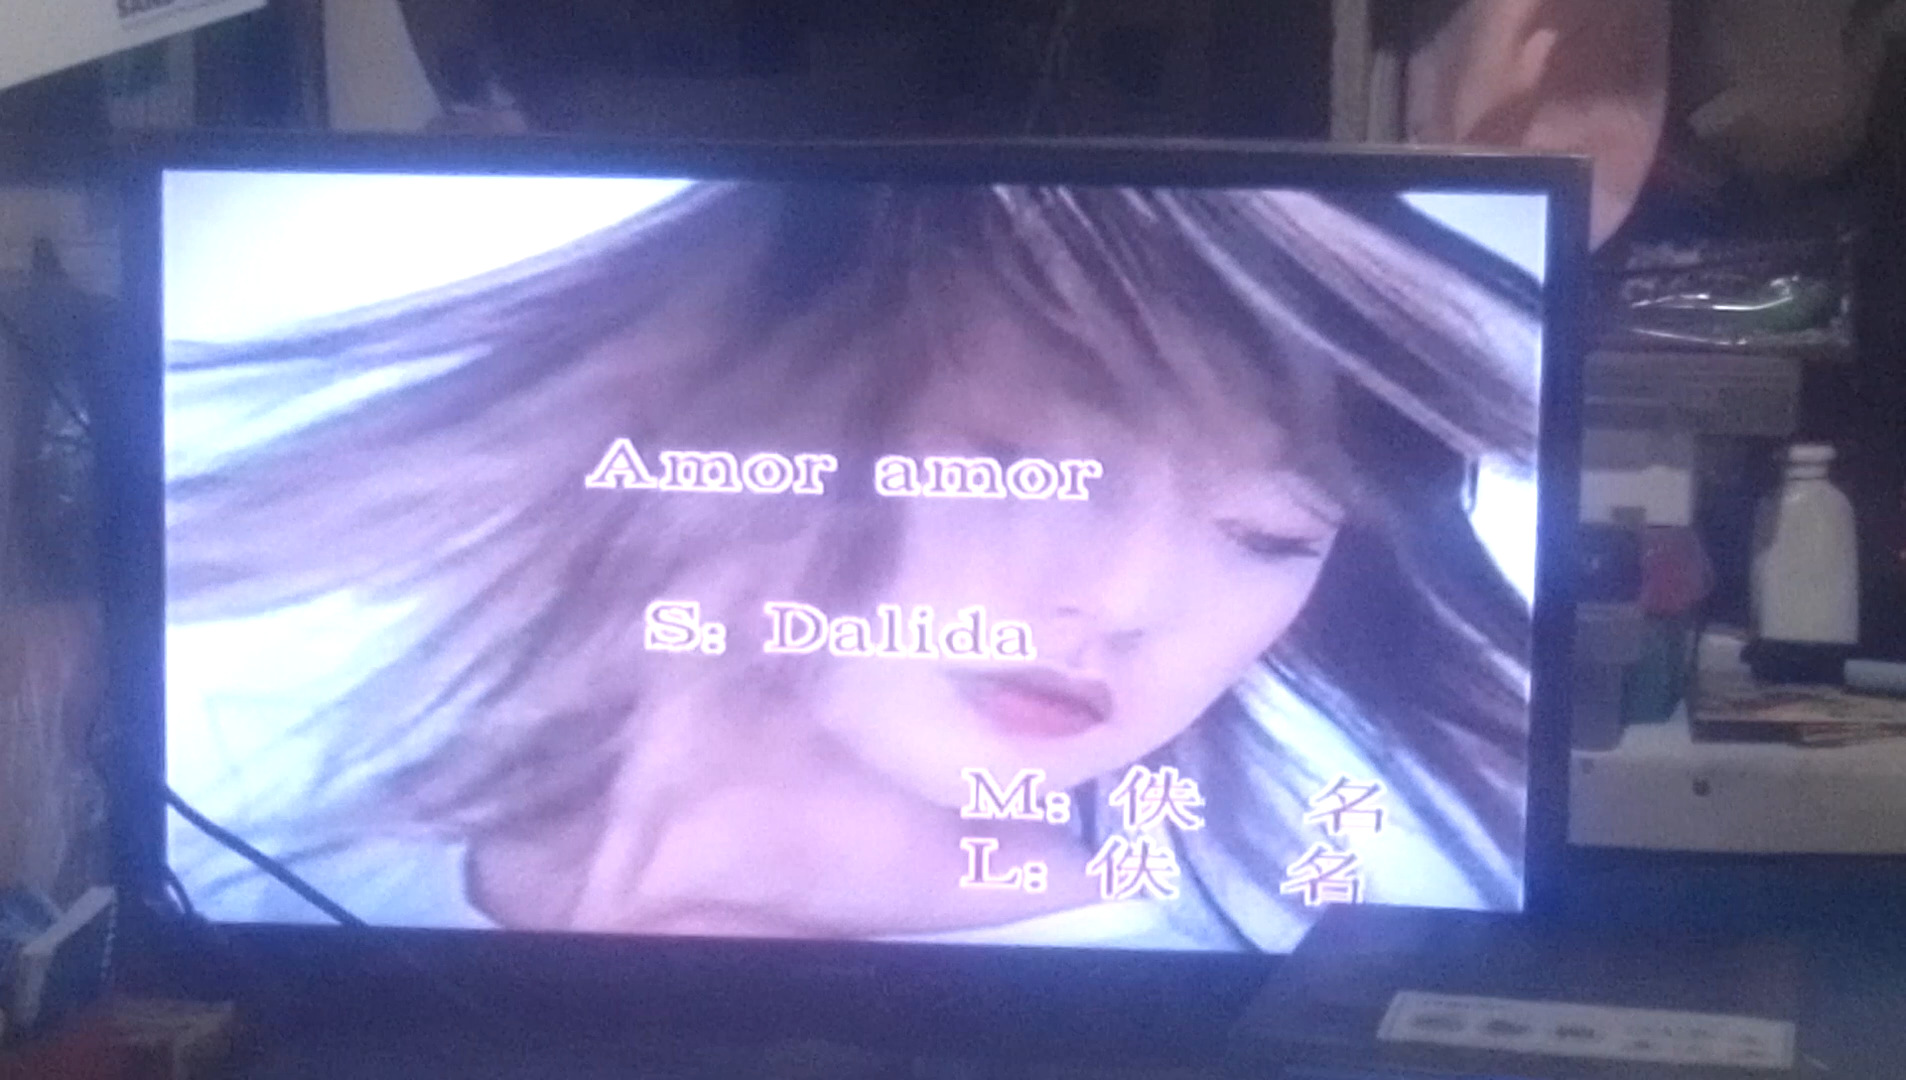 Amor amor
S: Dalida
M: 佚 名
L: 佚 名